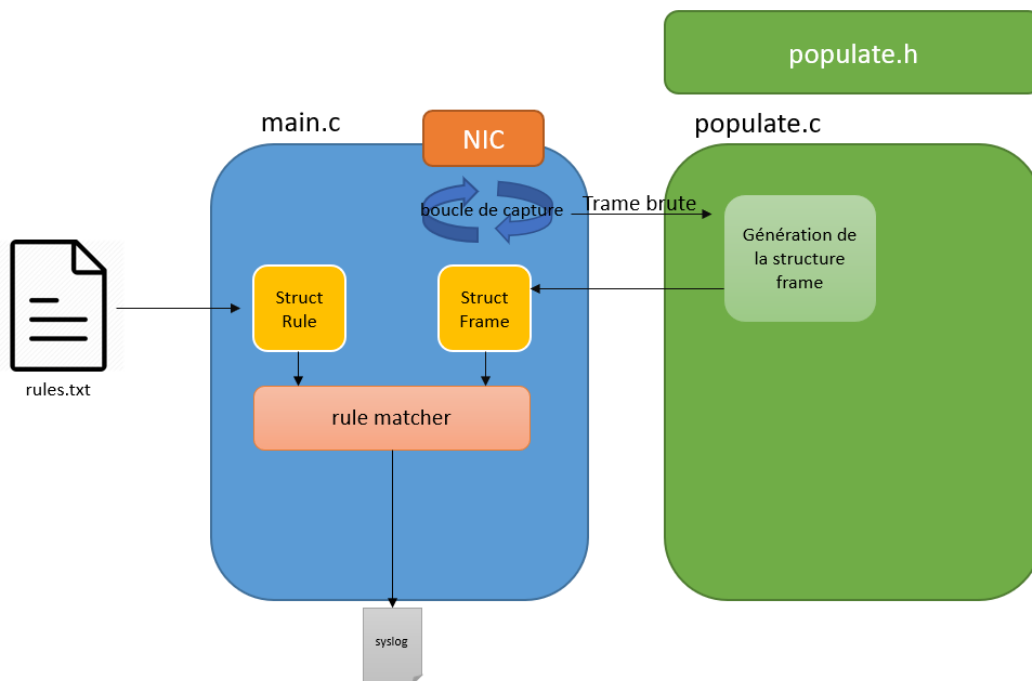 populate.h
main.c
NIC
populate.c
boucle de capture
Trame brute
Génération de
la structure
frame
Struct
Rule
Struct
Frame
rules.txt
rule matcher
syslog